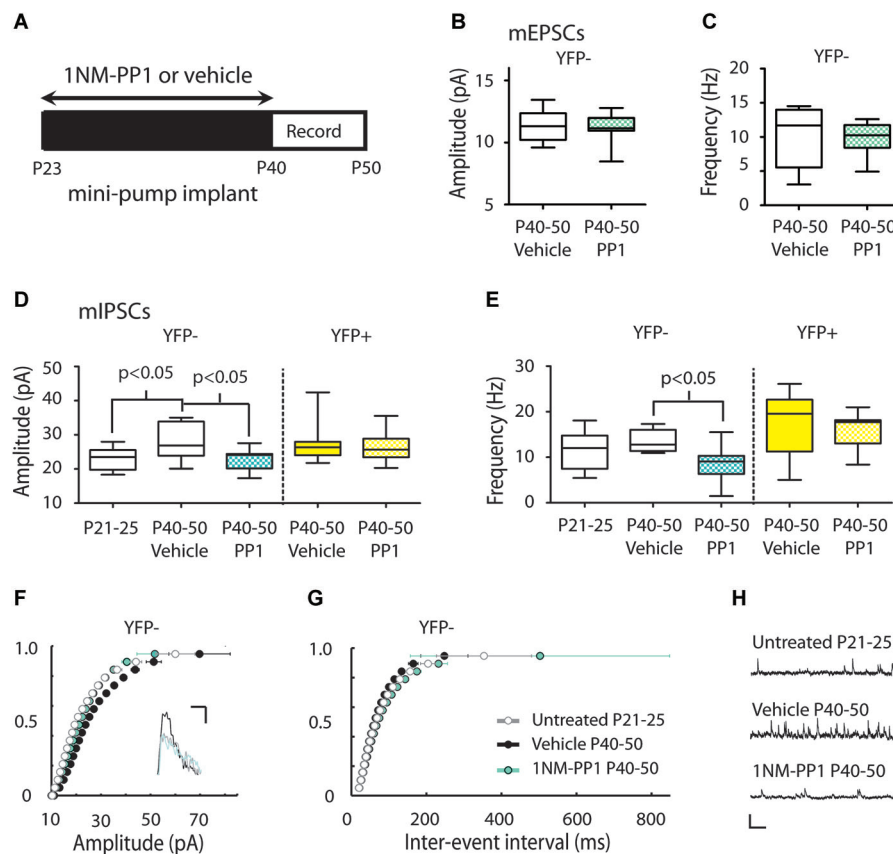 A
1NM-PP1 or vehicle
Record
P23
P40
P50
mini-pump implant
B
mEPSCs
YFP-
Amplitude (pA)
15
10
5
P40-50
Vehicle
P40-50
PP1
C
YFP-
Frequency (Hz)
20
15
10
5
0
P40-50
Vehicle
P40-50
PP1
D
mIPSCs
YFP-
YFP+
Amplitude (pA)
50
40
30
20
10
p<0.05
p<0.05
P21-25
P40-50
Vehicle
P40-50
PP1
P40-50
Vehicle
P40-50
PP1
E
YFP-
YFP+
Frequency (Hz)
30
20
10
0
p<0.05
P21-25
P40-50
Vehicle
P40-50
PP1
P40-50
Vehicle
P40-50
PP1
F
YFP-
1.0
0.5
0
10
30
50
70
Amplitude (pA)
G
YFP-
1.0
0.5
0
0
200
400
600
800
Inter-event interval (ms)
Untreated P21-25
Vehicle P40-50
1NM-PP1 P40-50
H
Untreated P21-25
Vehicle P40-50
1NM-PP1 P40-50